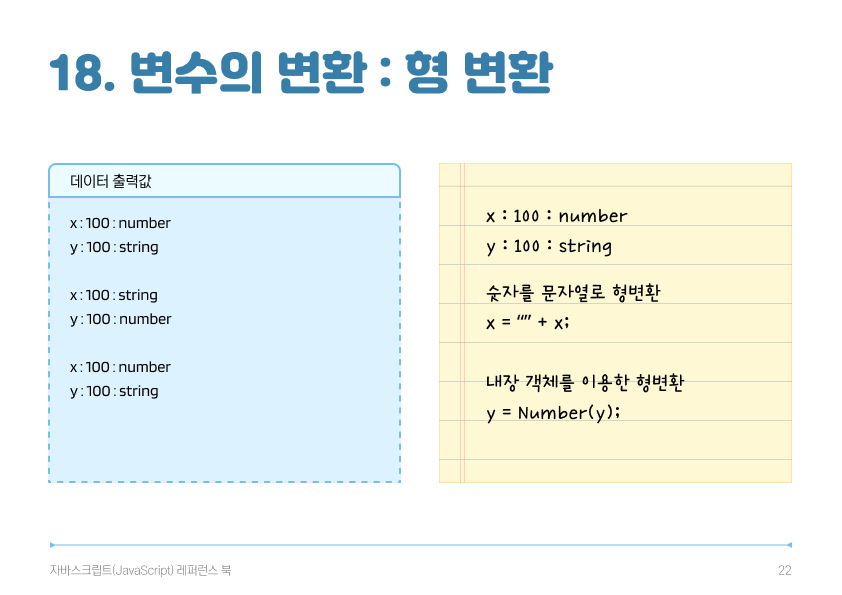 18. 변수의 변환 : 형 변환
데이터 출력값
x : 100 : number
y : 100 : string
x : 100 : string
y : 100 : number
x : 100 : number
y : 100 : string
x : 100 : number
y : 100 : string
숫자를 문자열로 형변환
x = “” + x;
내장 객체를 이용한 형변환
y = Number(y);
자바스크립트(JavaScript) 레퍼런스 북
22